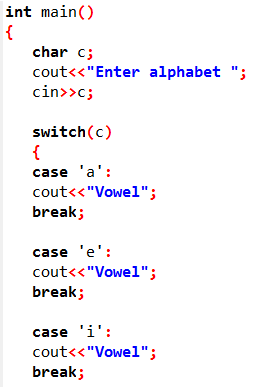 int main()
{
char c;
cout<<"Enter alphabet ";
cin>>c;
switch(c)
{
case 'a':
cout<<"Vowel";
break;
case 'e':
cout<<"Vowel";
break;
case 'i':
cout<<"Vowel";
break;